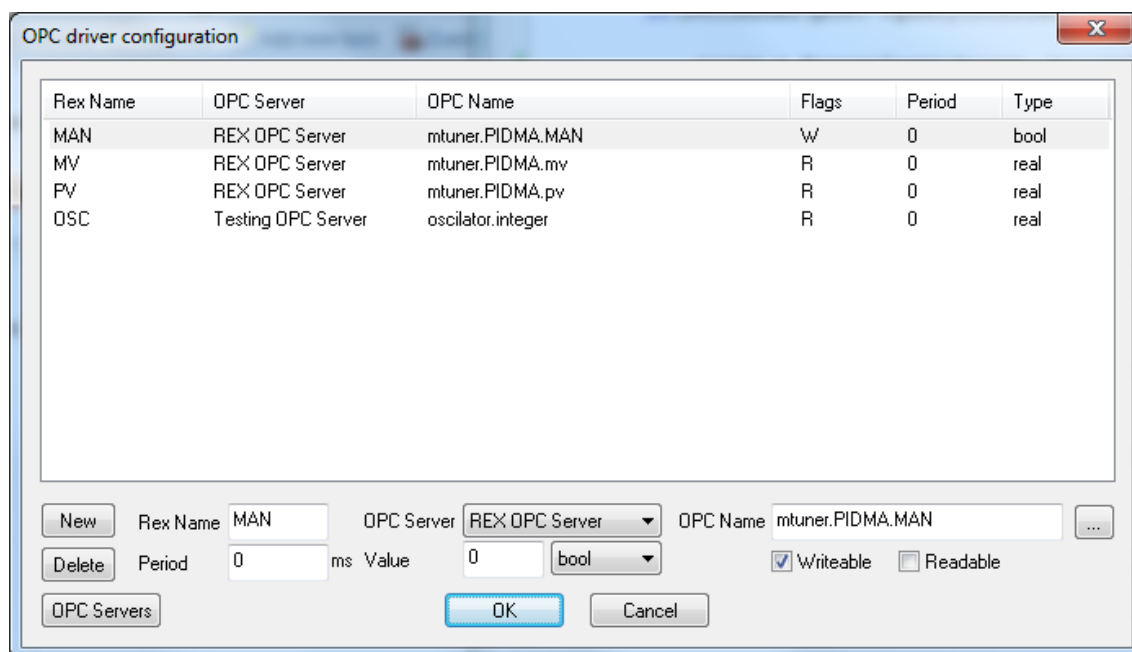 OPC driver configuration
Rex Name OPC Server OPC Name Flags Period Type
MAN REX OPC Server mtuner.PIDMA.MAN W 0 bool
MV REX OPC Server mtuner.PIDMA.mv R 0 real
PV REX OPC Server mtuner.PIDMA.pv R 0 real
OSC Testing OPC Server oscilator.integer R 0 real
New Rex Name MAN OPC Server REX OPC Server OPC Name mtuner.PIDMA.MAN ...
Delete Period 0 ms Value 0 bool Writeable Readable
OPC Servers OK Cancel